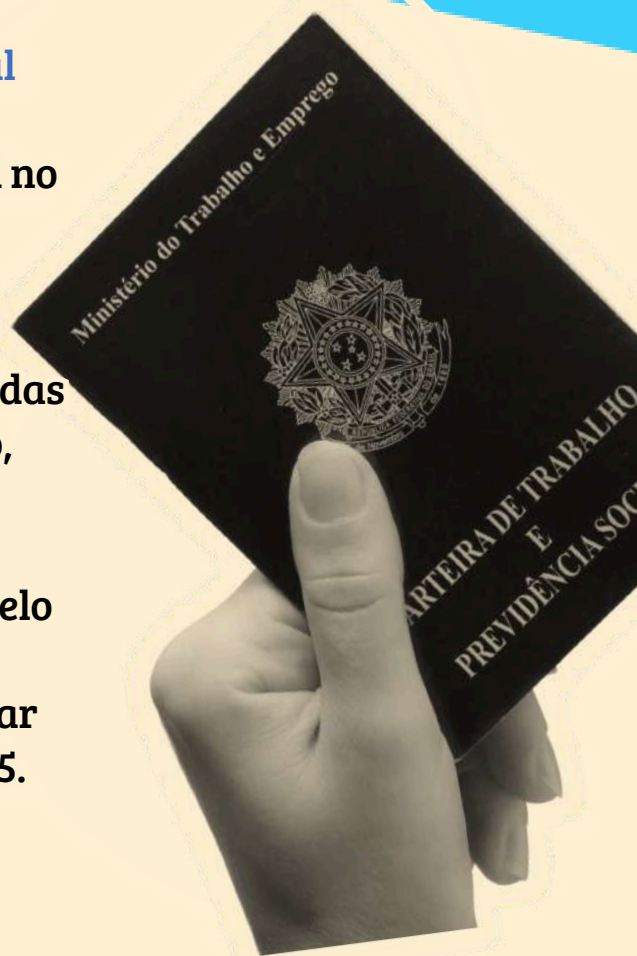 l
no
das
,
elo
ar
5.
Ministério do Trabalho e Emprego
ARTEIRA DE TRABALHO
E
PREVIDÊNCIA SOC